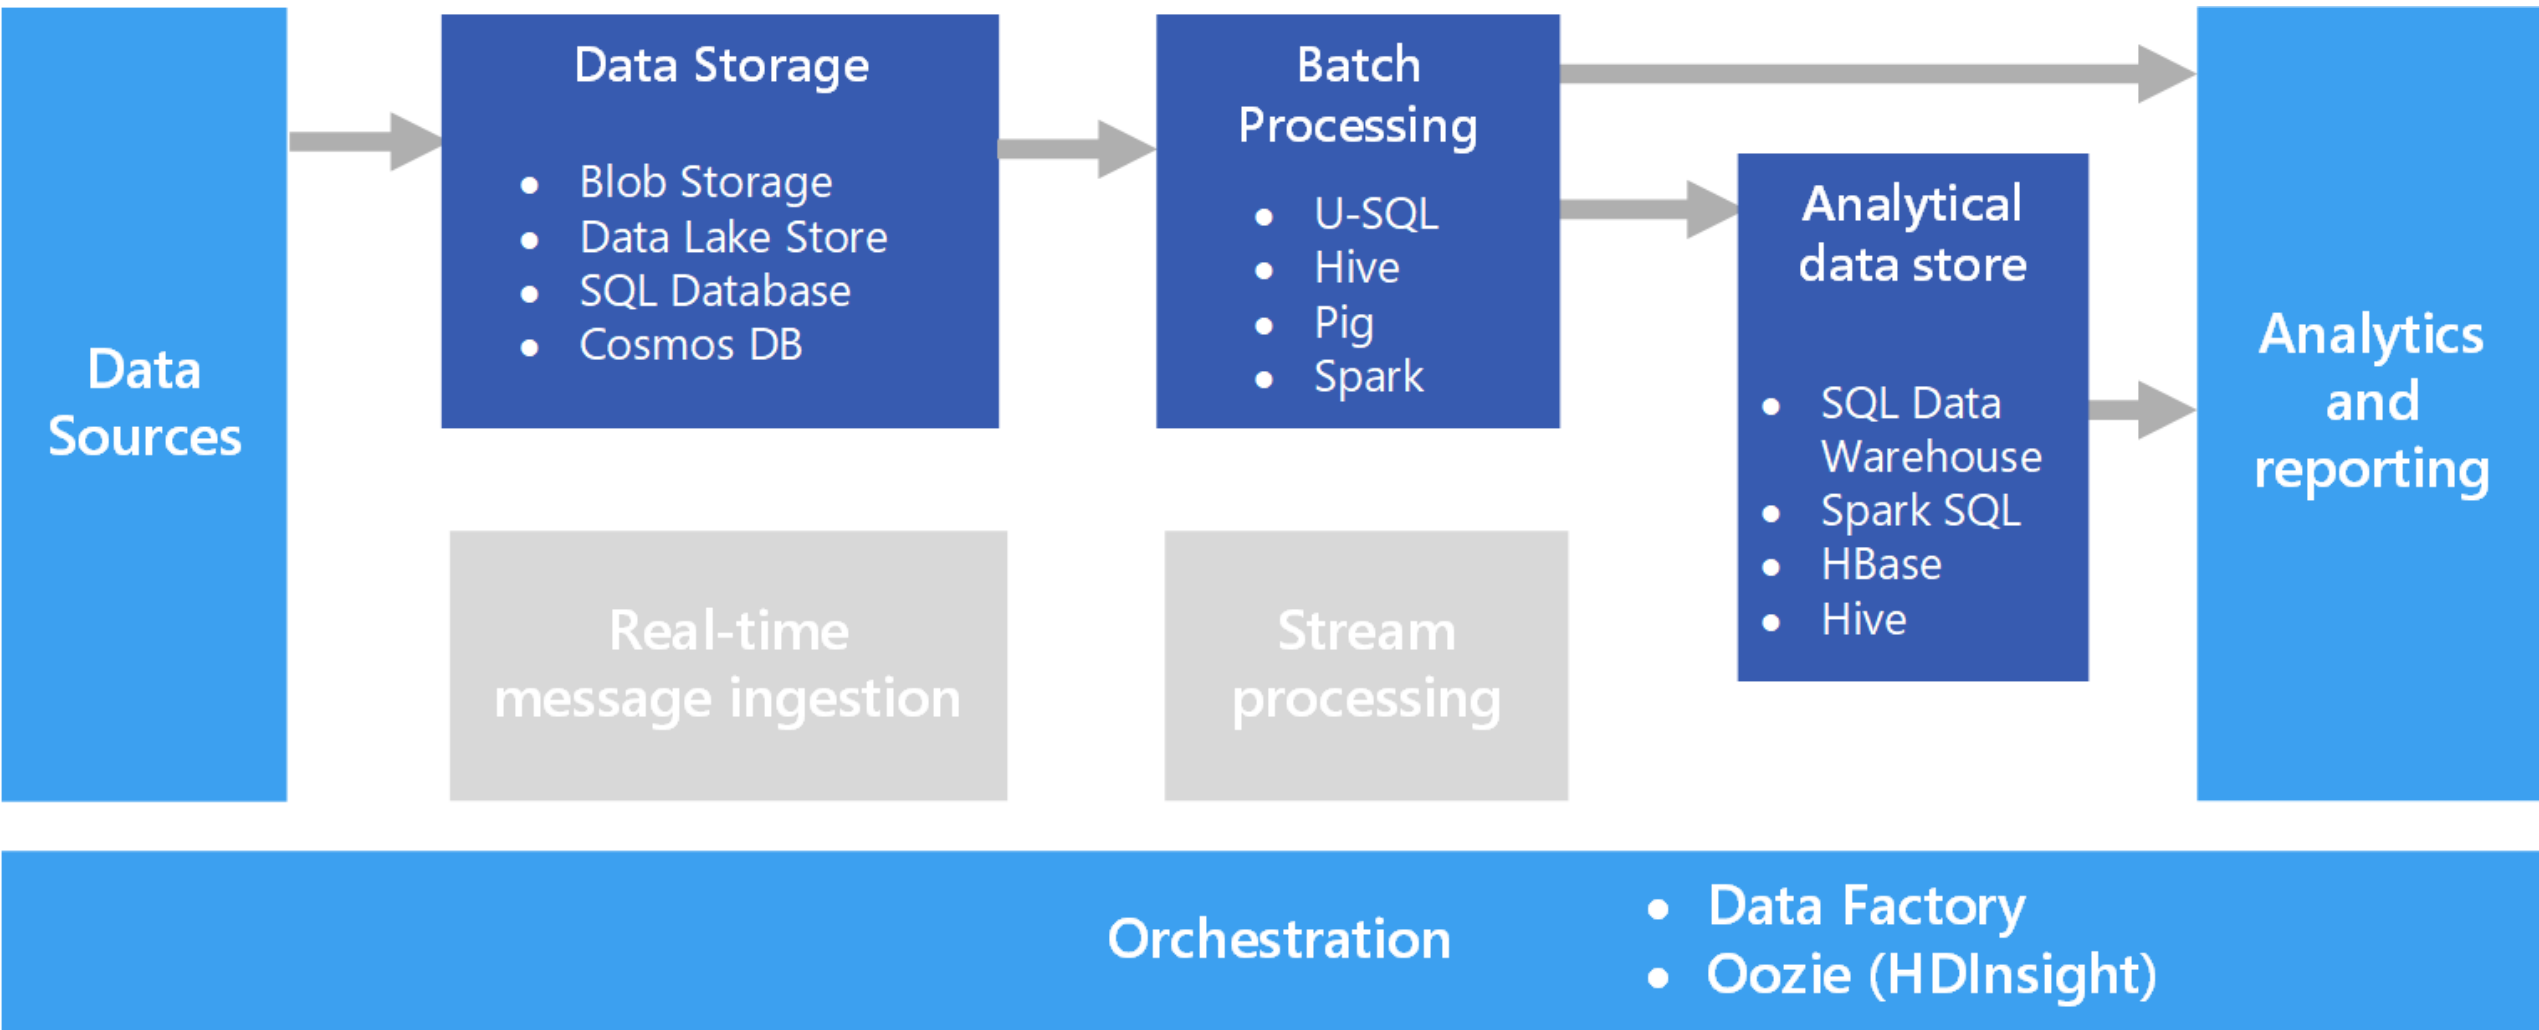 Data
Sources
Data Storage
● Blob Storage
● Data Lake Store
● SQL Database
● Cosmos DB
Batch
Processing
● U-SQL
● Hive
● Pig
● Spark
Analytical
data store
● SQL Data
Warehouse
● Spark SQL
● HBase
● Hive
Analytics
and
reporting
Real-time
message ingestion
Stream
processing
Orchestration
● Data Factory
● Oozie (HDInsight)